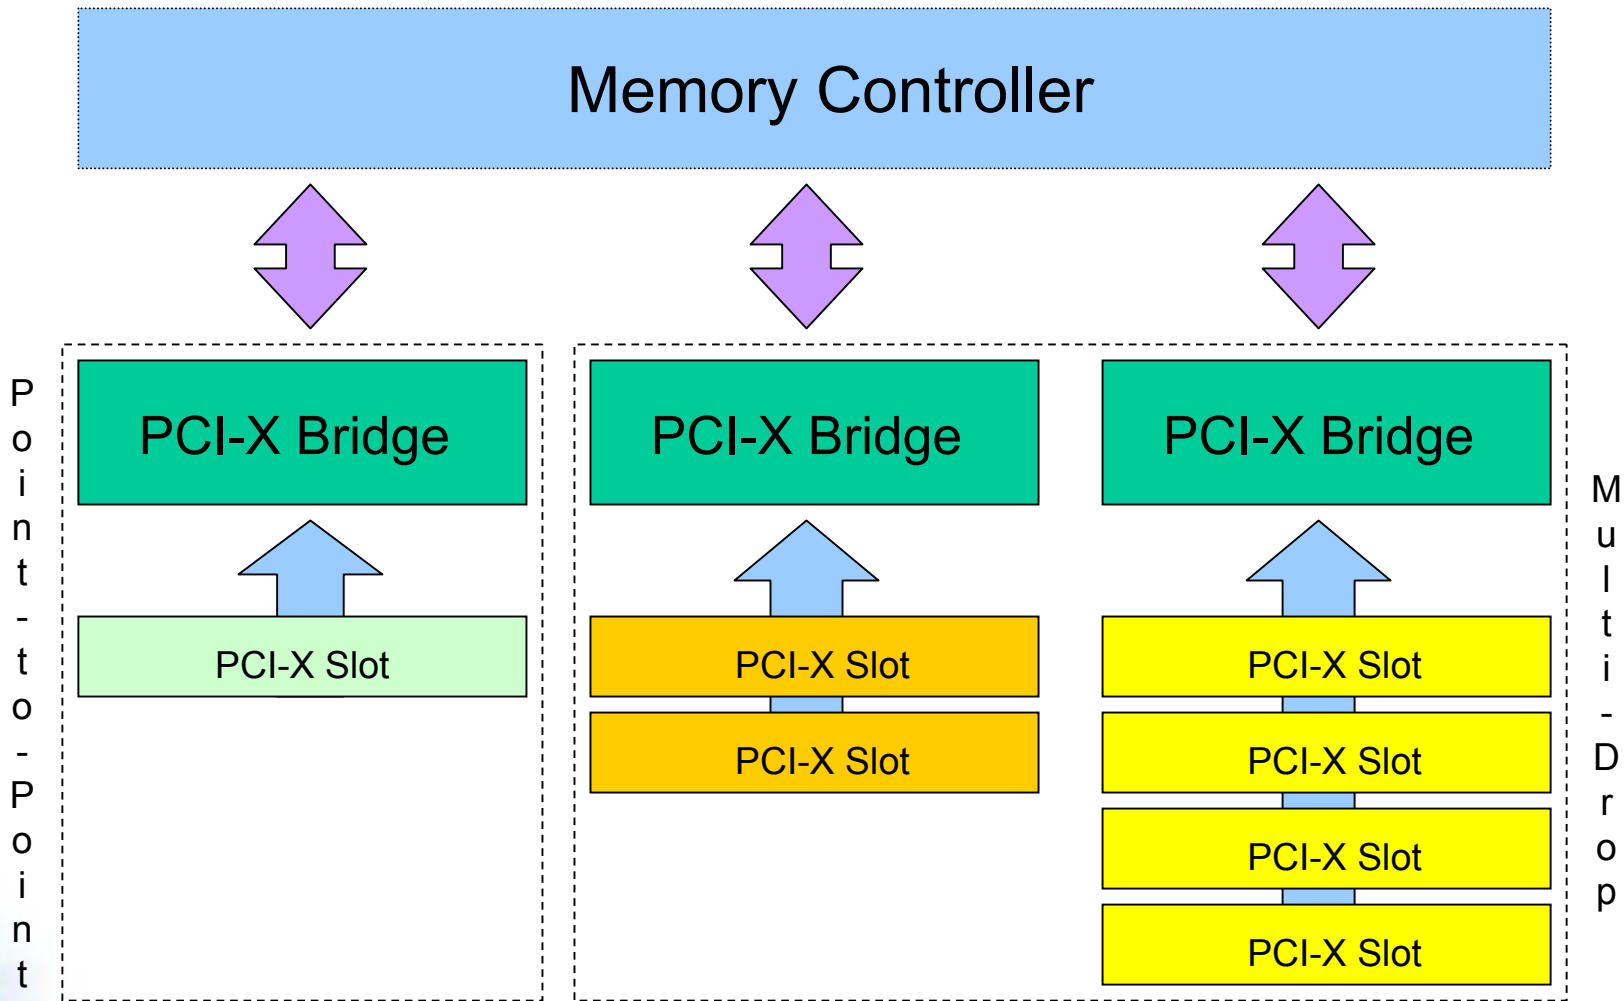 Memory Controller
Point-to-Point
PCI-X Bridge
PCI-X Slot
PCI-X Bridge
PCI-X Slot
PCI-X Slot
PCI-X Bridge
PCI-X Slot
PCI-X Slot
PCI-X Slot
PCI-X Slot
Multi-Drop